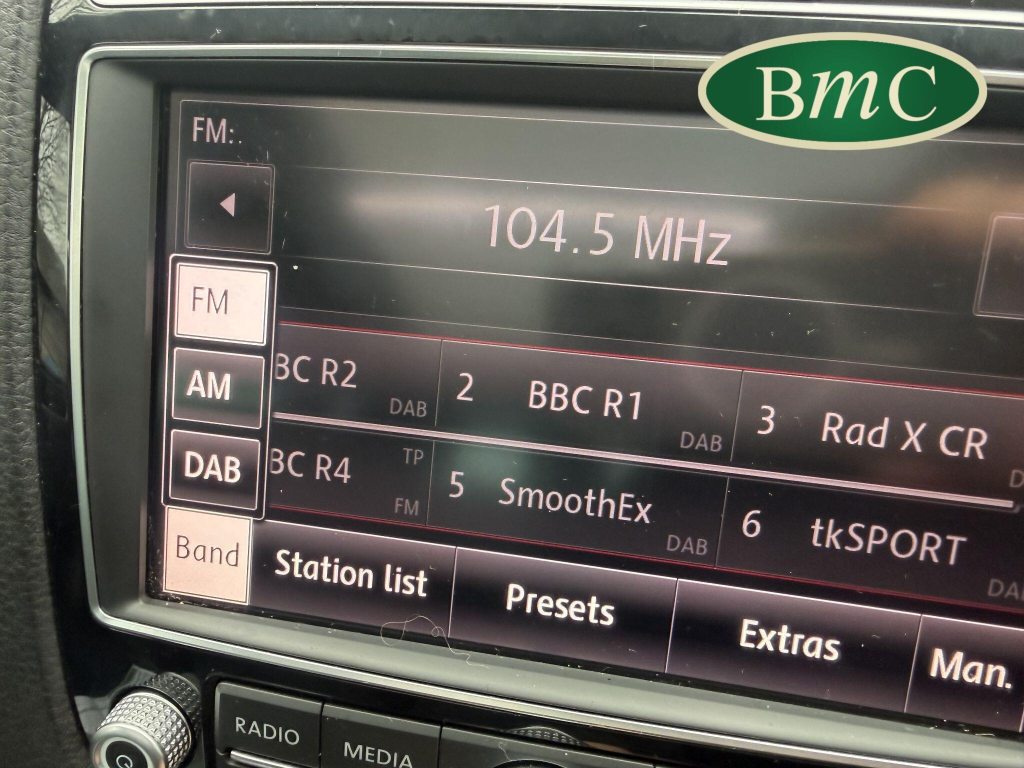 BmC
FM:.
104.5 MHz
FM
AM
DAB
Band
BC R2
DAB
2 BBC R1
DAB
3 Rad X CR
BC R4
TP
FM
5 SmoothEx
DAB
6 tkSPORT
Station list
Presets
Extras
Man.
RADIO
MEDIA